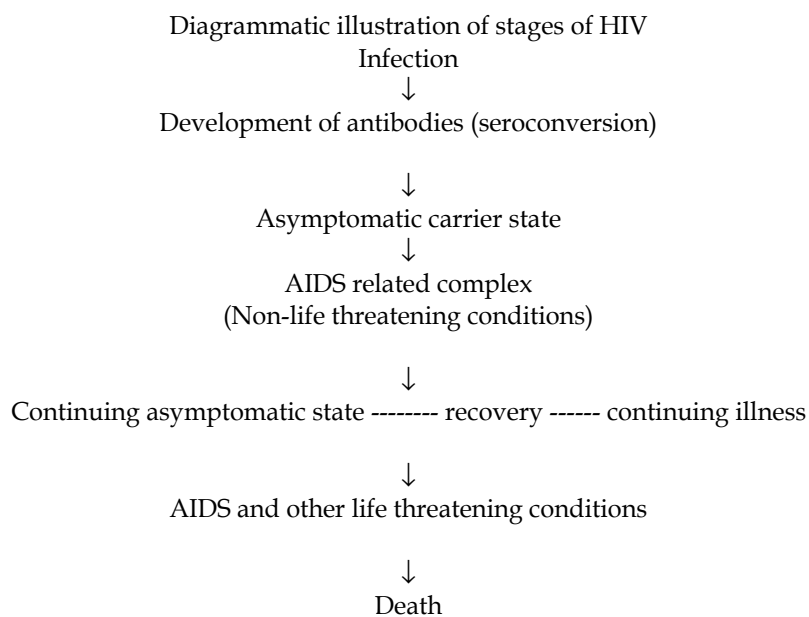 Diagrammatic illustration of stages of HIV
Infection
↓
Development of antibodies (seroconversion)
↓
Asymptomatic carrier state
↓
AIDS related complex
(Non-life threatening conditions)
↓
Continuing asymptomatic state -------- recovery ------ continuing illness
↓
AIDS and other life threatening conditions
↓
Death